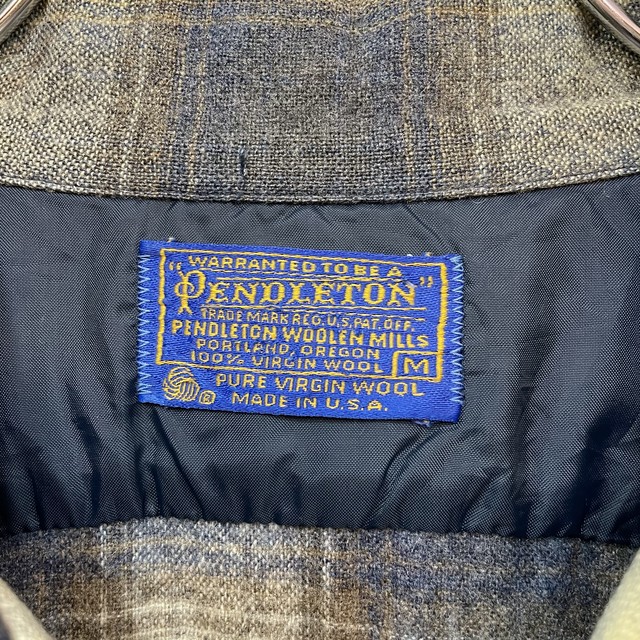 WARRANTED TO BE A
"PENDLETON"
TRADE MARK REG. U.S. PAT. OFF.
PENDLETON WOOLEN MILLS
PORTLAND, OREGON
100% VIRGIN WOOL M
PURE VIRGIN WOOL
® MADE IN U.S.A.